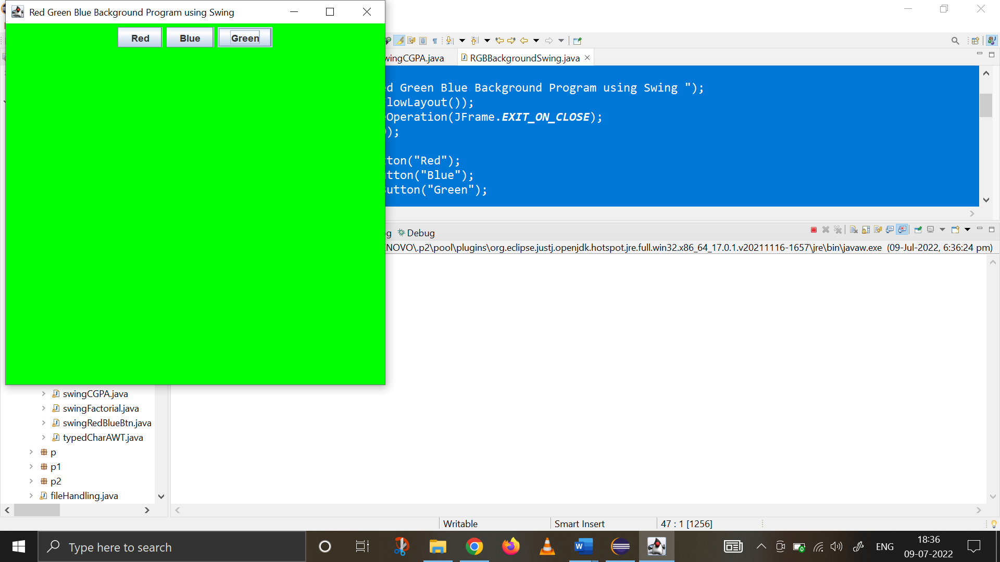 Red Green Blue Background Program using Swing
Red Blue Green
wingCGPA.java
RGBBackgroundSwing.java
ed Green Blue Background Program using Swing ");
lowLayout());
eOperation(JFrame.EXIT_ON_CLOSE);
);
ton("Red");
utton("Blue");
utton("Green");
g
Debug
NOVO\.p2\pool\plugins\org.eclipse.justj.openjdk.hotspot.jre.full.win32.x86_64_17.0.1.v20211116-1657\jre\bin\javaw.exe (09-Jul-2022, 6:36:24 pm)
swingCGPA.java
swingFactorial.java
swingRedBlueBtn.java
typedCharAWT.java
p
p1
p2
fileHandling.java
Writable
Smart Insert
47 : 1 [1256]
Type here to search
ENG
18:36
09-07-2022